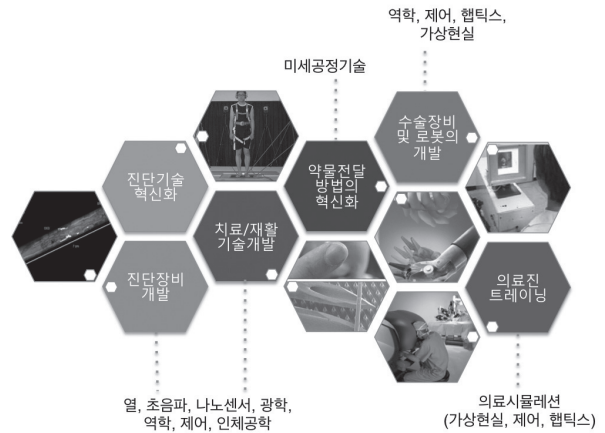 역학, 제어, 햅틱스,
가상현실
미세공정기술
수술장비
및 로봇의
개발
약물전달
방법의
혁신화
진단기술
혁신화
치료/재활
기술개발
진단장비
개발
의료진
트레이닝
열, 초음파, 나노센서, 광학,
역학, 제어, 인체공학
의료시뮬레션
(가상현실, 제어, 햅틱스)